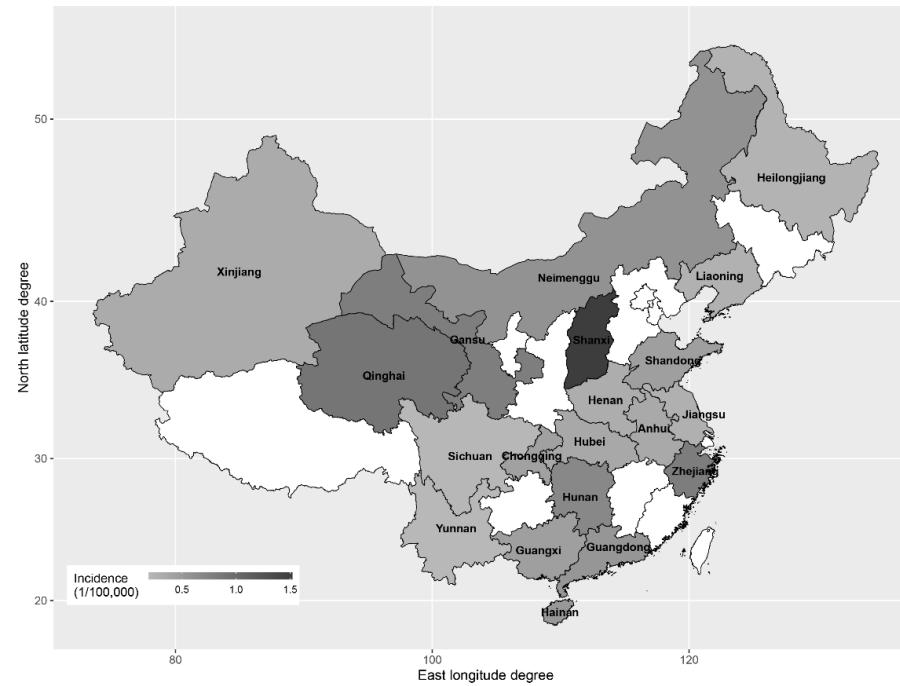 50
Heilongjiang
Xinjiang
Neimenggu
Liaoning
North latitude degree
40
Gansu
Shanxi
Shandong
Qinghai
Henan
Jiangsu
Anhui
Hubei
Sichuan
Chongqing
30
Zhejiang
Hunan
Yunnan
Guangxi
Guangdong
Incidence
(1/100,000)
0.5 1.0 1.5
20
Hainan
80 100 120
East longitude degree